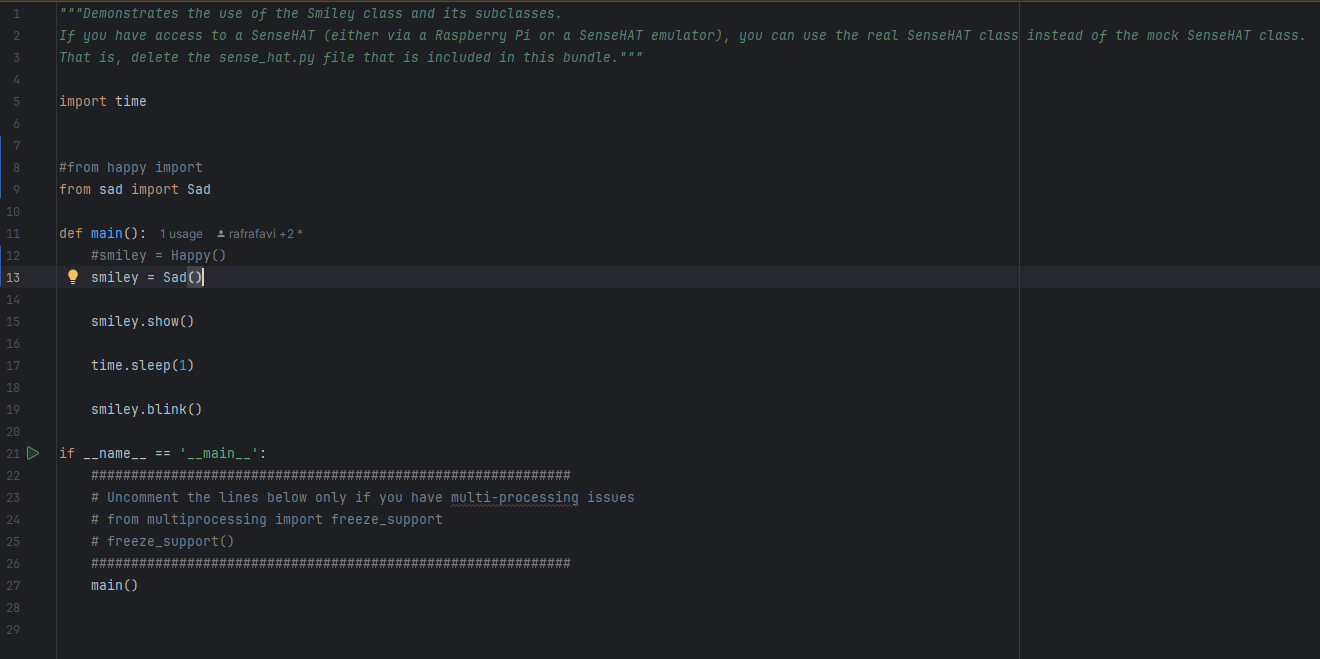 1 """Demonstrates the use of the Smiley class and its subclasses.
2 If you have access to a SenseHAT (either via a Raspberry Pi or a SenseHAT emulator), you can use the real SenseHAT class instead of the mock SenseHAT class.
3 That is, delete the sense_hat.py file that is included in this bundle."""
4
5 import time
6
7
8 #from happy import
9 from sad import Sad
10
11 def main(): 1 usage rafrafavi +2 *
12     #smiley = Happy()
13     smiley = Sad()
14
15     smiley.show()
16
17     time.sleep(1)
18
19     smiley.blink()
20
21 if __name__ == '__main__':
22     ############################################################
23     # Uncomment the lines below only if you have multi-processing issues
24     # from multiprocessing import freeze_support
25     # freeze_support()
26     ############################################################
27     main()
28
29